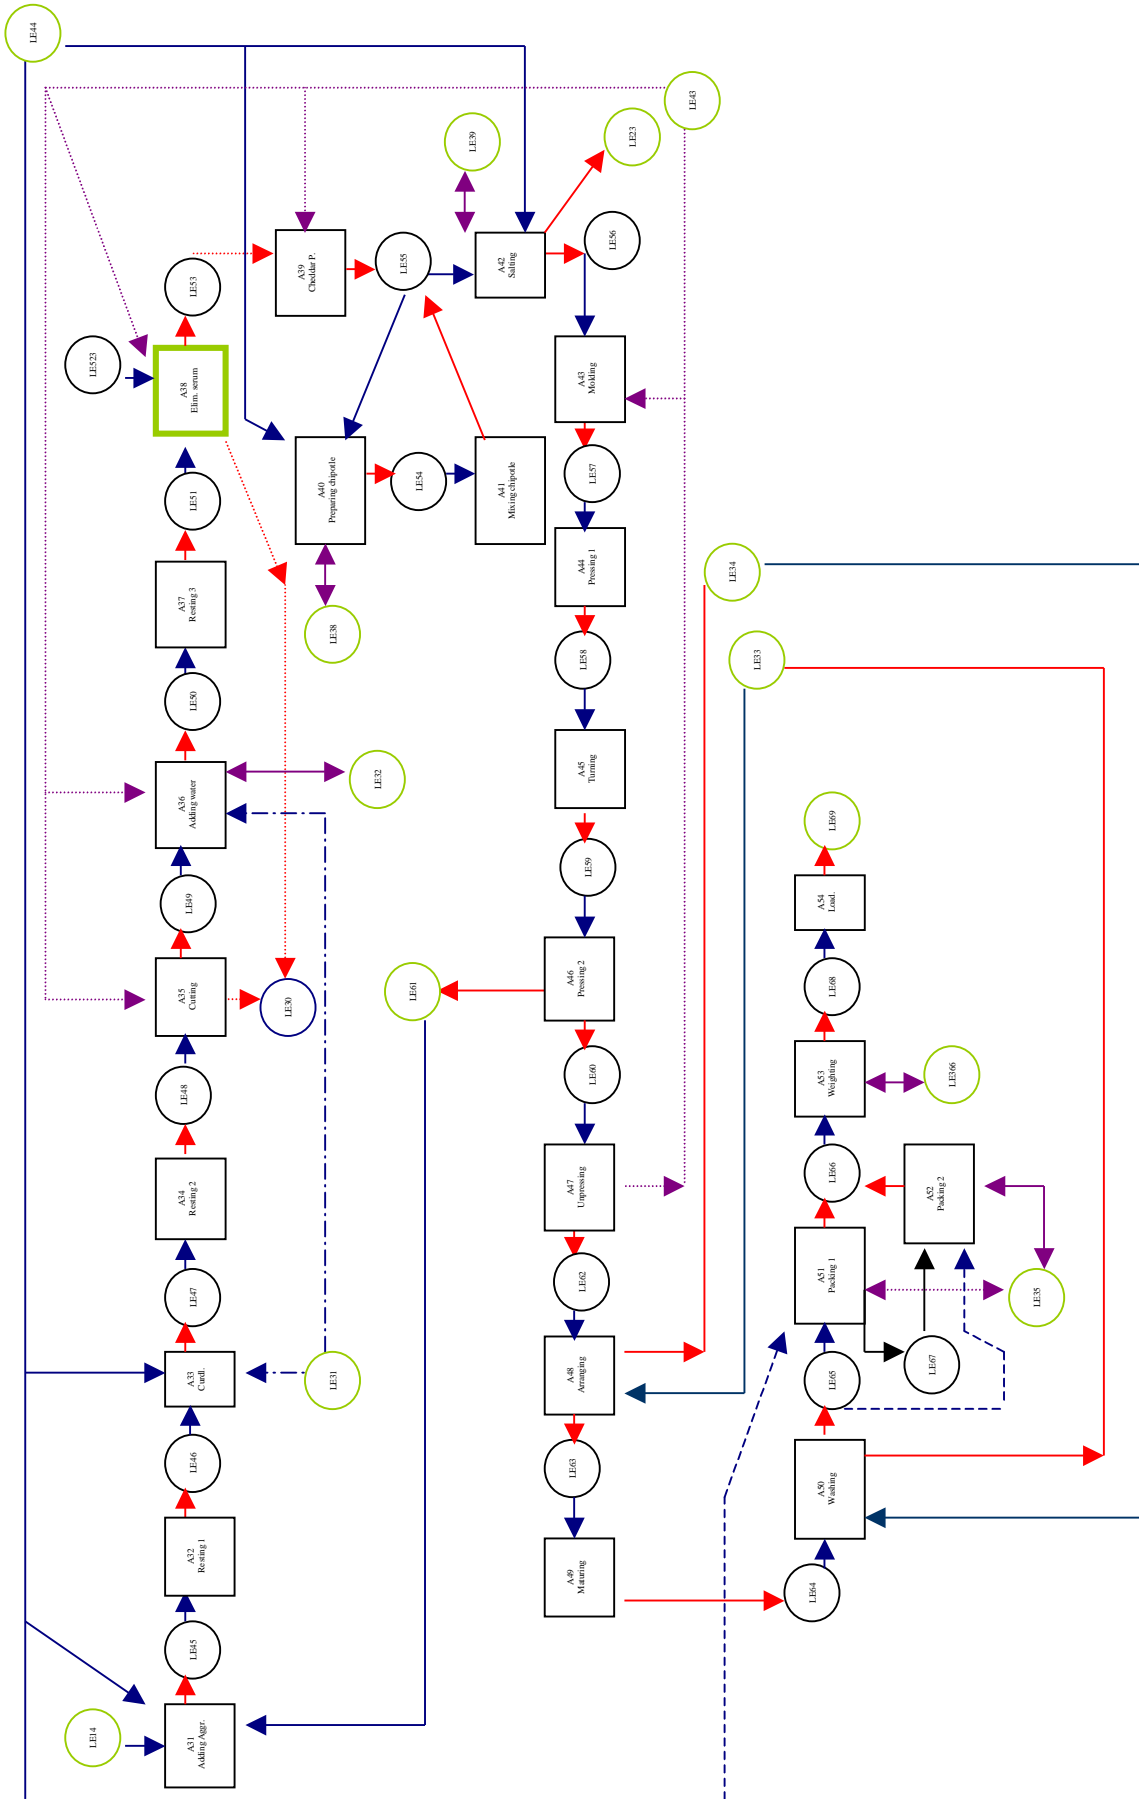 LE44
LE14
A31
Adding Aggr.
LE45
A32
Resting 1
LE46
A33
Curdl.
LE47
A34
Resting 2
LE48
A35
Cutting
LE49
A36
Adding water
LE50
A37
Resting 3
LE51
A38
Elim. serum
LE523
LE53
LE30
LE31
LE32
LE38
A39
Cheddar P.
LE55
A40
Preparing chipotle
LE54
A41
Mixing chipotle
LE39
A42
Salting
LE23
LE56
LE43
A43
Molding
LE57
A44
Pressing 1
LE58
A45
Turning
LE59
A46
Pressing 2
LE61
LE60
A47
Unpressing
LE62
A48
Arranging
LE63
A49
Maturing
LE34
LE33
LE64
A50
Washing
LE65
A51
Packing 1
LE67
A52
Packing 2
LE35
LE66
A53
Weighting
LE366
LE68
A54
Load.
LE69